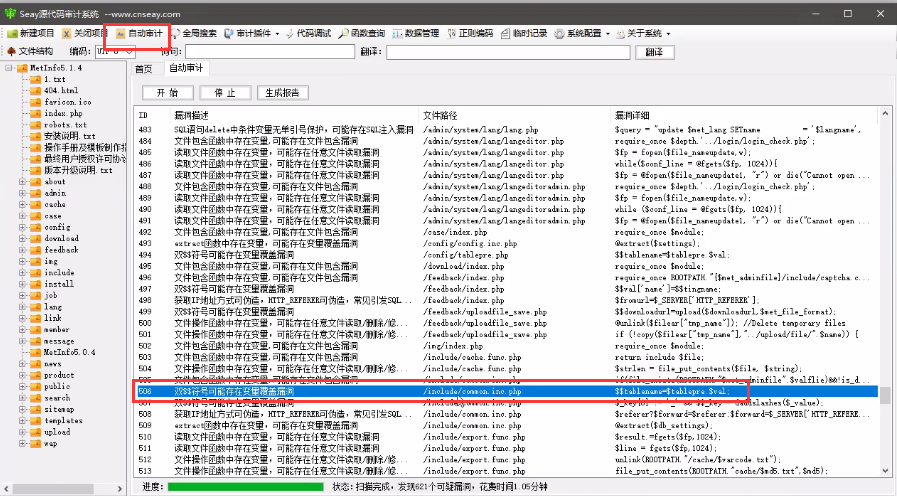 Seay源代码审计系统 --www.cnseay.com
新建项目 关闭项目 自动审计 全局搜索 审计插件 代码调试 函数查询 数据管理 正则编码 临时记录 系统配置 关于系统
文件结构 编码: 翻译: 翻译
MetInfo5.1.4
1.txt
404.html
favicon.ico
index.php
robots.txt
安装说明.txt
操作手册及模板制作
最终用户授权许可协
版本升级说明.txt
about
admin
cache
case
config
download
feedback
img
include
install
job
lang
link
member
message
MetInfo5.0.4
news
product
public
search
sitemap
templates
upload
wap
首页 自动审计
开 始 停 止 生成报告
ID 漏洞描述 文件路径 漏洞详细
483 SQL语句delete中条件变量无单引号保护，可能存在SQL注入漏洞 /admin/system/lang/lang.php $query = "update $met_lang SETname = '$langname',
484 文件包含函数中存在变量,可能存在文件包含漏洞 /admin/system/lang/langeditor.php require_once $depth.'../login/login_check.php';
485 读取文件函数中存在变量,可能存在任意文件读取漏洞 /admin/system/lang/langeditor.php $fp = fopen($file_nameupdate,w);
486 读取文件函数中存在变量,可能存在任意文件读取漏洞 /admin/system/lang/langeditor.php while($conf_line = @fgets($fp, 1024)){
487 读取文件函数中存在变量,可能存在任意文件读取漏洞 /admin/system/lang/langeditor.php $fp = @fopen($file_nameupdate1, "r") or die("Cannot open ...
488 文件包含函数中存在变量,可能存在文件包含漏洞 /admin/system/lang/langeditoradmin.php require_once $depth.'../login/login_check.php';
489 读取文件函数中存在变量,可能存在任意文件读取漏洞 /admin/system/lang/langeditoradmin.php $fp = fopen($file_nameupdate,w);
490 读取文件函数中存在变量,可能存在任意文件读取漏洞 /admin/system/lang/langeditoradmin.php while ($conf_line = @fgets($fp, 1024)){
491 读取文件函数中存在变量,可能存在任意文件读取漏洞 /admin/system/lang/langeditoradmin.php $fp = @fopen($file_nameupdate1, "r") or die("Cannot open ...
492 文件包含函数中存在变量,可能存在文件包含漏洞 /case/index.php require_once $module;
493 extract函数中存在变量，可能存在变量覆盖漏洞 /config/config.inc.php @extract($settings);
494 双$$符号可能存在变量覆盖漏洞 /config/tablepre.php $$tablename=$tablepre.$val;
495 文件包含函数中存在变量,可能存在文件包含漏洞 /download/index.php require_once $module;
496 文件包含函数中存在变量,可能存在文件包含漏洞 /feedback/index.php require_once ROOTPATH."{$met_adminfile}/include/captcha.c...
497 双$$符号可能存在变量覆盖漏洞 /feedback/index.php $val['name']=$$tingname;
498 获取IP地址方式可伪造，HTTP_REFERER可伪造，常见引发SQL... /feedback/index.php $fromurl=$_SERVER['HTTP_REFERER'];
499 双$$符号可能存在变量覆盖漏洞 /feedback/uploadfile_save.php $$downloadurl=upload($downloadurl,$met_file_format);
500 文件操作函数中存在变量，可能存在任意文件读取/删除/修... /feedback/uploadfile_save.php @unlink($filear["tmp_name"]); //Delete temporary files
501 文件操作函数中存在变量，可能存在任意文件读取/删除/修... /feedback/uploadfile_save.php if (!copy($filear["tmp_name"],"../upload/file/".$name)) {
502 文件包含函数中存在变量,可能存在文件包含漏洞 /img/index.php require_once $module;
503 文件包含函数中存在变量,可能存在文件包含漏洞 /include/cache.func.php return include $file;
504 文件操作函数中存在变量，可能存在任意文件读取/删除/修... /include/cache.func.php $strlen = file_put_contents($file, $string);
506 双$$符号可能存在变量覆盖漏洞 /include/common.inc.php $$tablename=$tablepre.$val;
507 双$$符号可能存在变量覆盖漏洞 /include/common.inc.php
508 获取IP地址方式可伪造，HTTP_REFERER可伪造，常见引发SQL... /include/common.inc.php $referer?$forward=$referer:$forward=$_SERVER['HTTP_REFERE...
509 extract函数中存在变量，可能存在变量覆盖漏洞 /include/common.inc.php @extract($db_settings);
510 读取文件函数中存在变量,可能存在任意文件读取漏洞 /include/export.func.php $result.=fgets($fp,1024);
511 读取文件函数中存在变量,可能存在任意文件读取漏洞 /include/export.func.php $line = fgets($fp,1024);
512 文件操作函数中存在变量，可能存在任意文件读取/删除/修... /include/export.func.php unlink(ROOTPATH."/cache/$warcode.txt");
513 文件操作函数中存在变量，可能存在任意文件读取/删除/修... /include/export.func.php file_put_contents(ROOTPATH."cache/$md5.txt",$md5);
进度: 状态: 扫描完成，发现621个可疑漏洞，花费时间1.05分钟